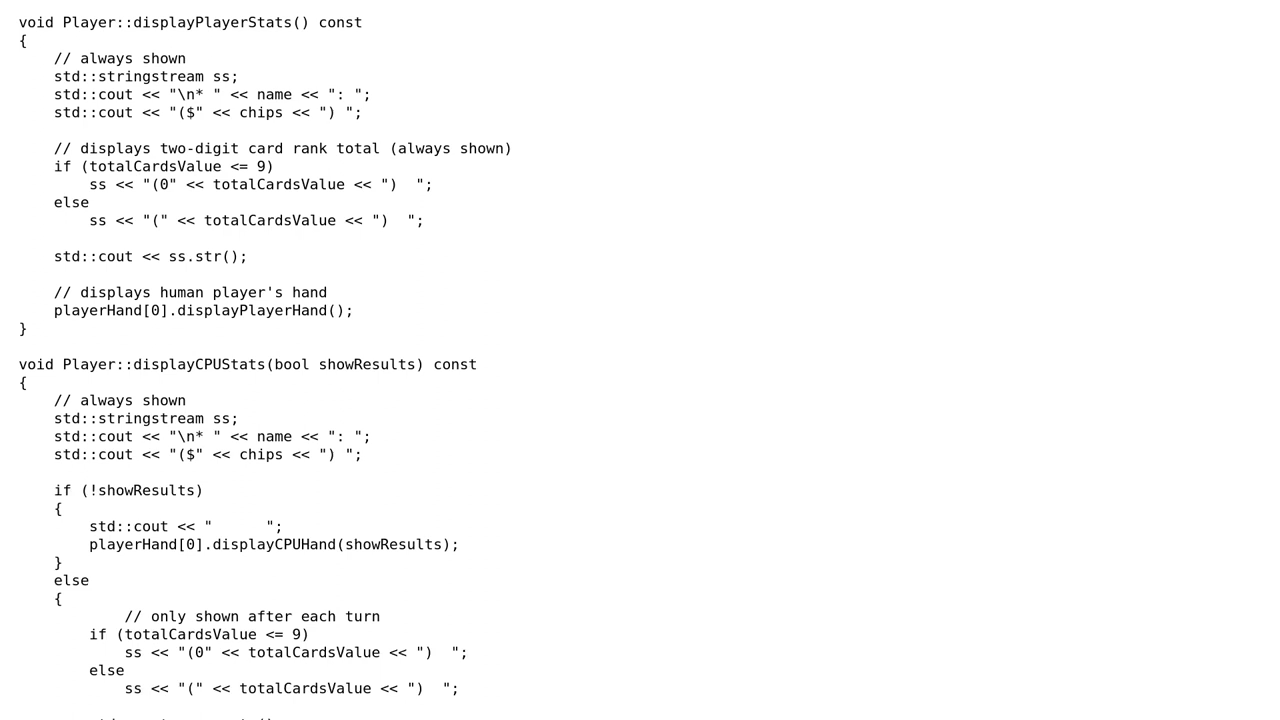 void Player::displayPlayerStats() const
{
    // always shown
    std::stringstream ss;
    std::cout << "\n* " << name << ": ";
    std::cout << "($" << chips << ") ";

    // displays two-digit card rank total (always shown)
    if (totalCardsValue <= 9)
        ss << "(0" << totalCardsValue << ")  ";
    else
        ss << "(" << totalCardsValue << ")  ";

    std::cout << ss.str();

    // displays human player's hand
    playerHand[0].displayPlayerHand();
}

void Player::displayCPUStats(bool showResults) const
{
    // always shown
    std::stringstream ss;
    std::cout << "\n* " << name << ": ";
    std::cout << "($" << chips << ") ";

    if (!showResults)
    {
        std::cout << "      ";
        playerHand[0].displayCPUHand(showResults);
    }
    else
    {
            // only shown after each turn
        if (totalCardsValue <= 9)
            ss << "(0" << totalCardsValue << ")  ";
        else
            ss << "(" << totalCardsValue << ")  ";